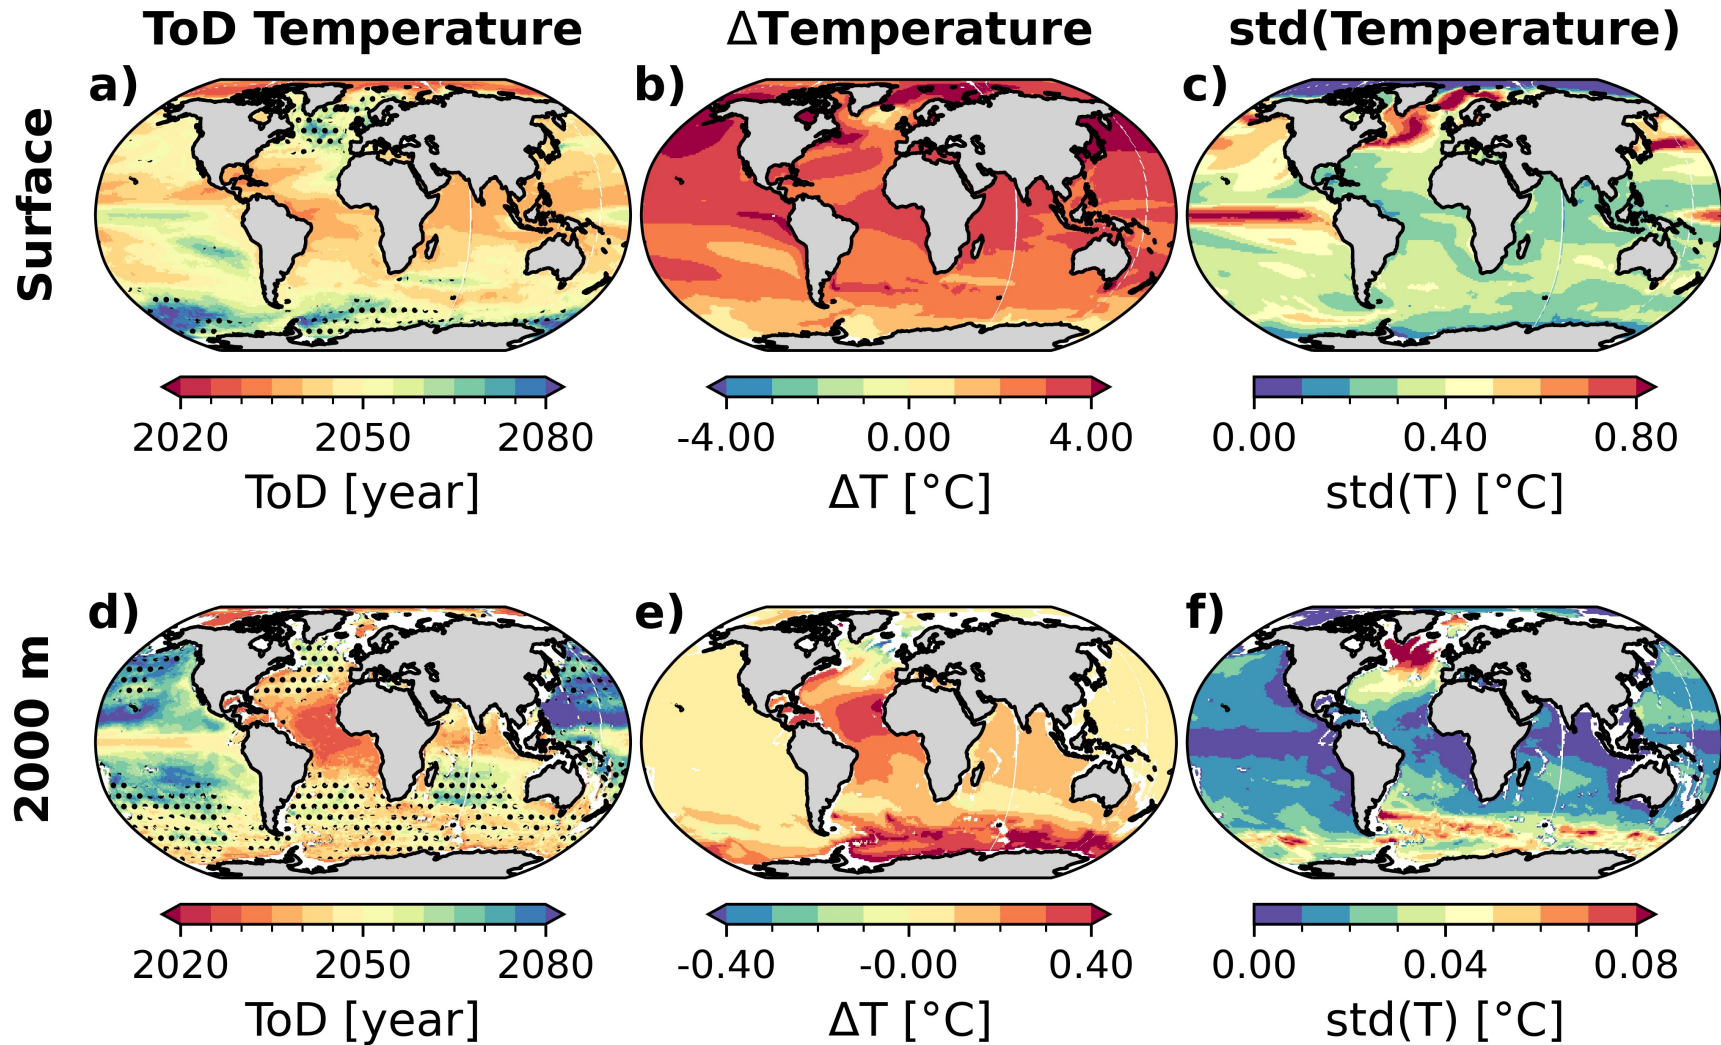 ToD Temperature ΔTemperature std(Temperature)
Surface
a) b) c)
2020 2050 2080 -4.00 0.00 4.00 0.00 0.40 0.80
ToD [year] ΔT [°C] std(T) [°C]
2000 m
d) e) f)
2020 2050 2080 -0.40 -0.00 0.40 0.00 0.04 0.08
ToD [year] ΔT [°C] std(T) [°C]